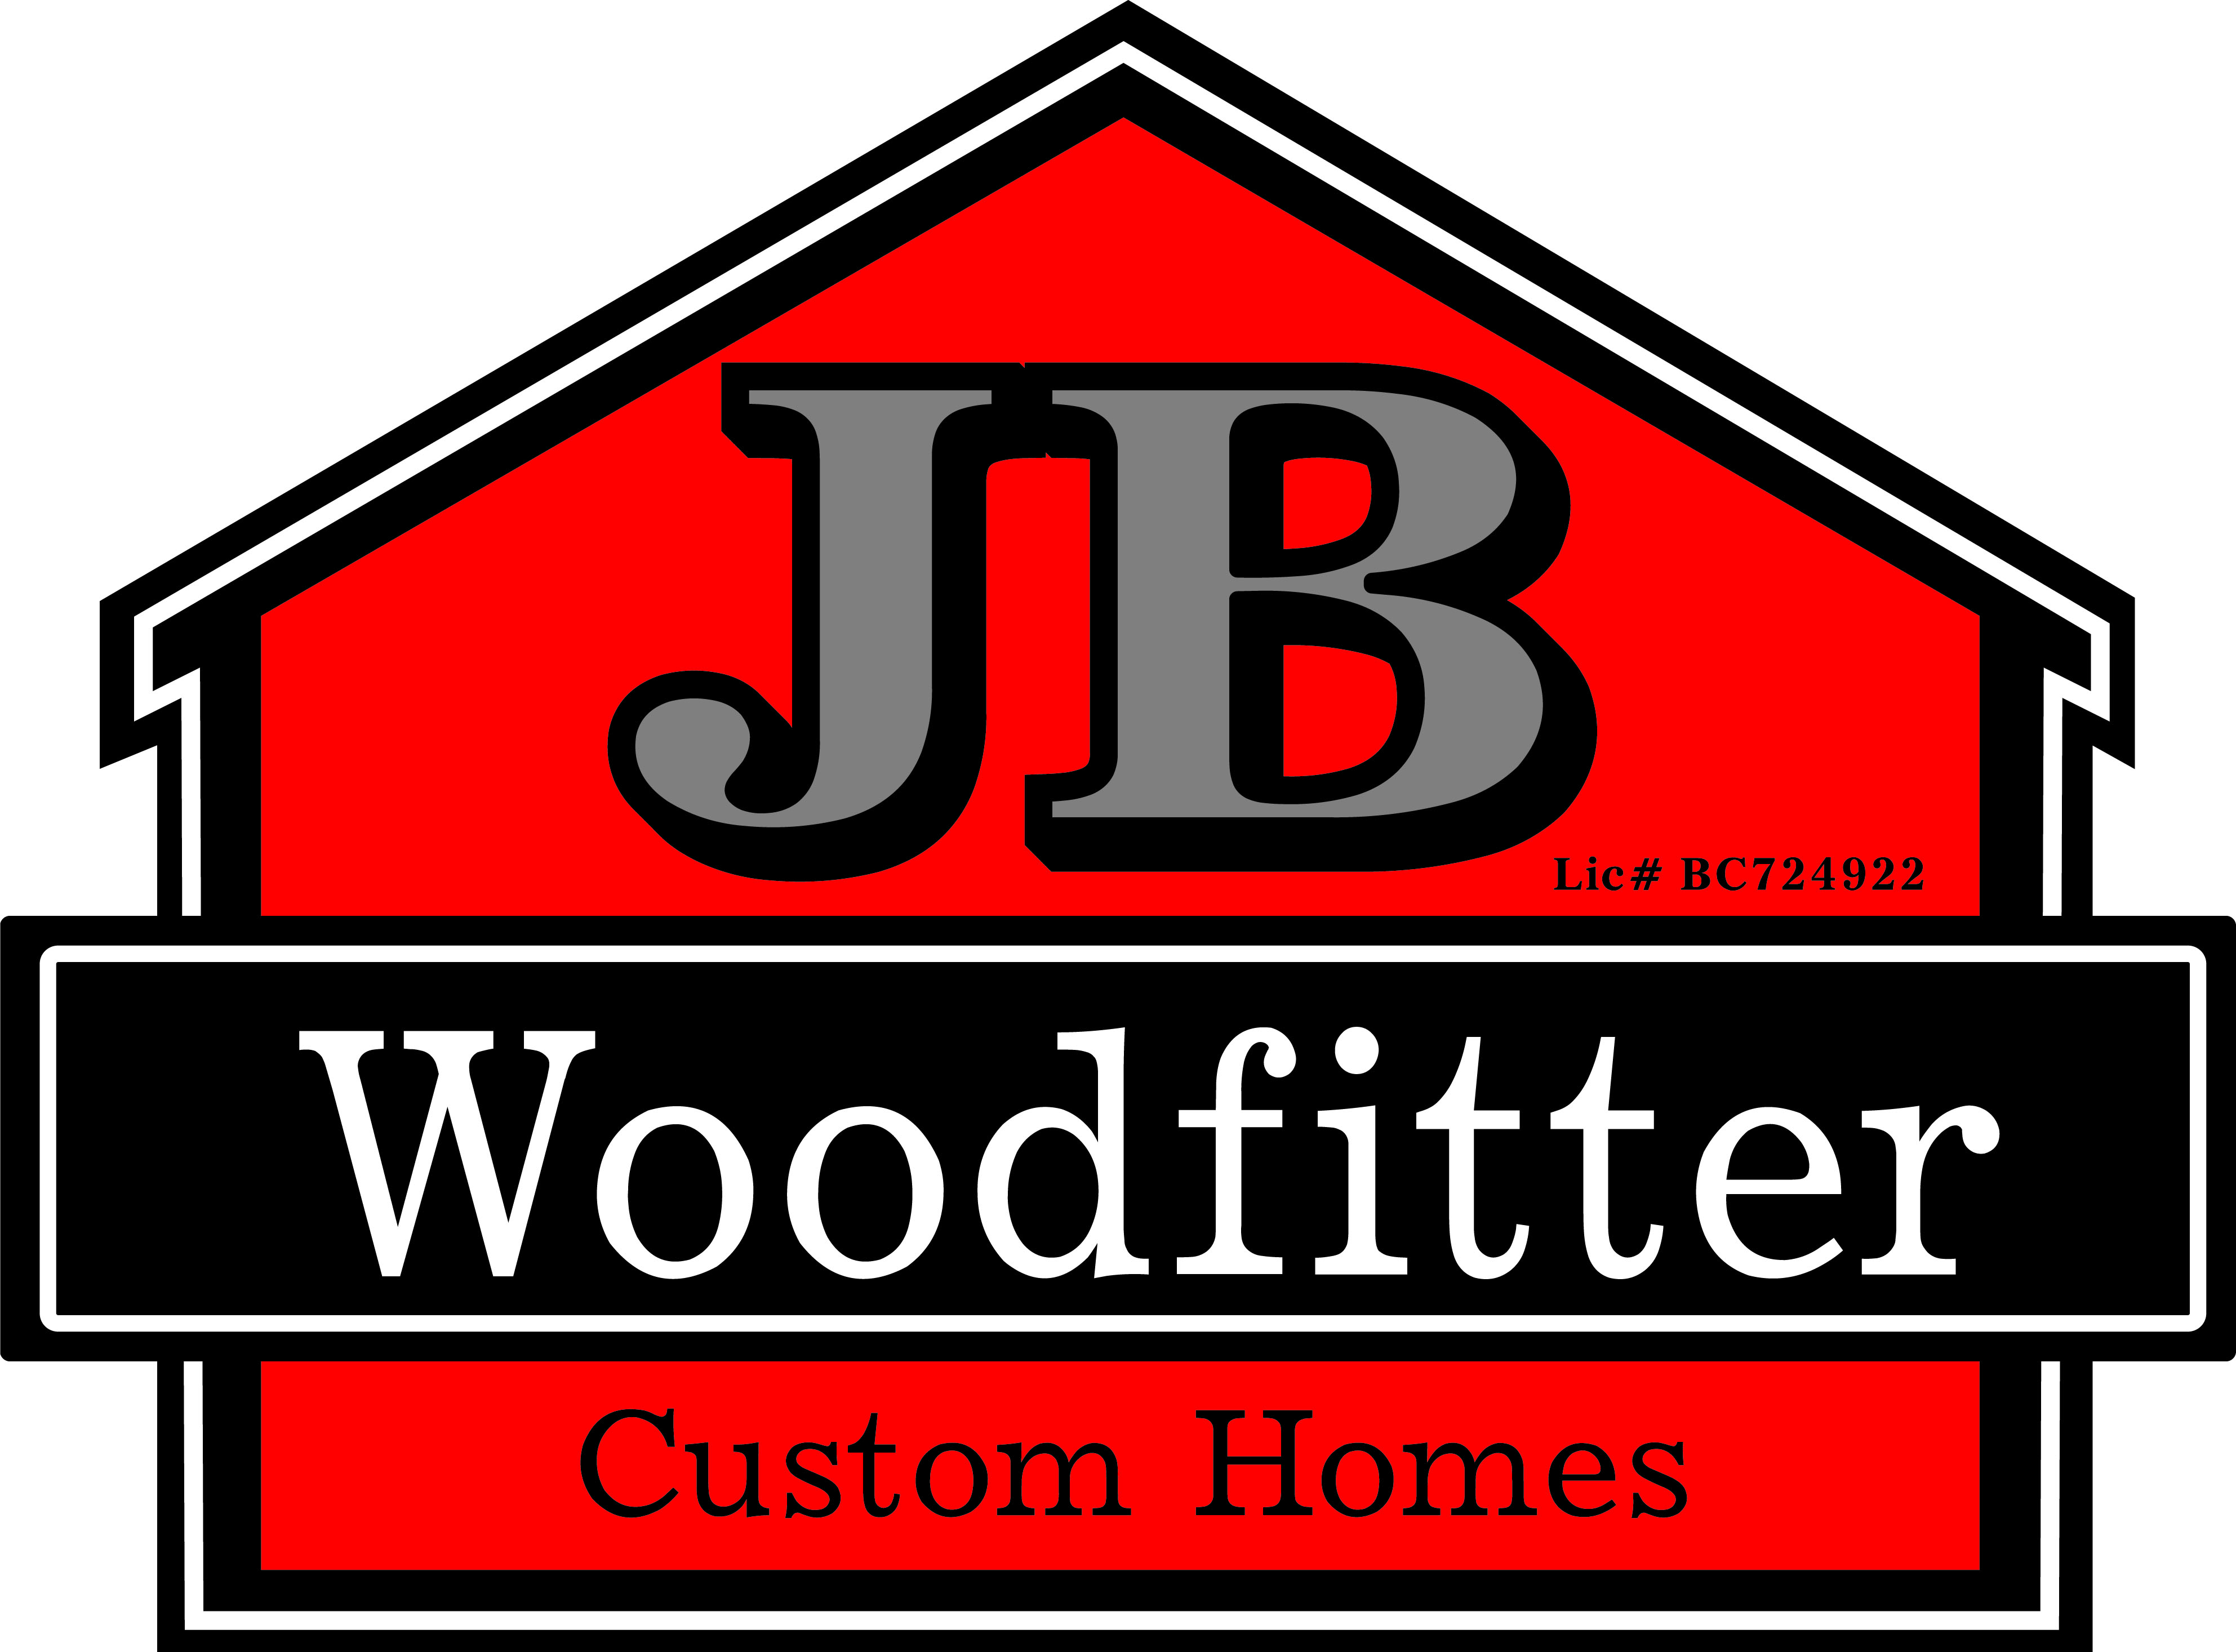 JB
Lic# BC724922
Woodfitter
Custom Homes